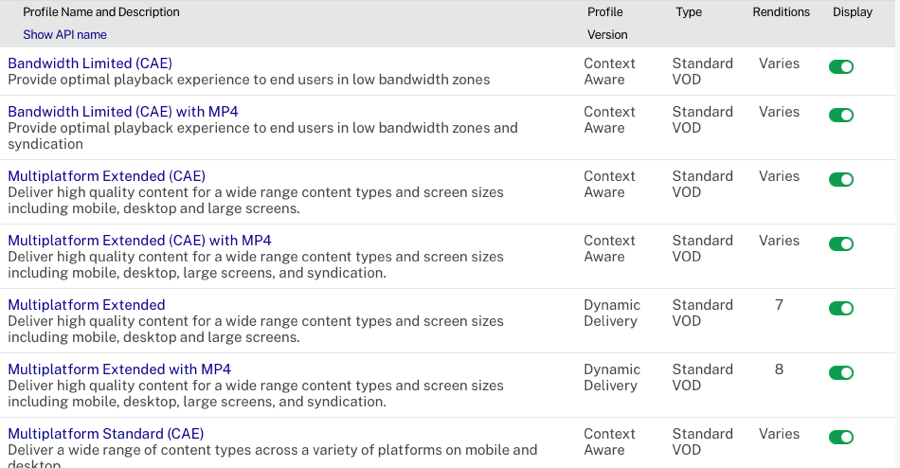 Profile Name and Description Profile Type Renditions Display
Show API name Version
Bandwidth Limited (CAE) Context Standard Varies
Provide optimal playback experience to end users in low bandwidth zones Aware VOD
Bandwidth Limited (CAE) with MP4 Context Standard Varies
Provide optimal playback experience to end users in low bandwidth zones and Aware VOD
syndication
Multiplatform Extended (CAE) Context Standard Varies
Deliver high quality content for a wide range content types and screen sizes Aware VOD
including mobile, desktop and large screens.
Multiplatform Extended (CAE) with MP4 Context Standard Varies
Deliver high quality content for a wide range content types and screen sizes Aware VOD
including mobile, desktop, large screens, and syndication.
Multiplatform Extended Dynamic Standard 7
Deliver high quality content for a wide range content types and screen sizes Delivery VOD
including mobile, desktop and large screens.
Multiplatform Extended with MP4 Dynamic Standard 8
Deliver high quality content for a wide range content types and screen sizes Delivery VOD
including mobile, desktop, large screens, and syndication.
Multiplatform Standard (CAE) Context Standard Varies
Deliver a wide range of content types across a variety of platforms on mobile and Aware VOD
desktop